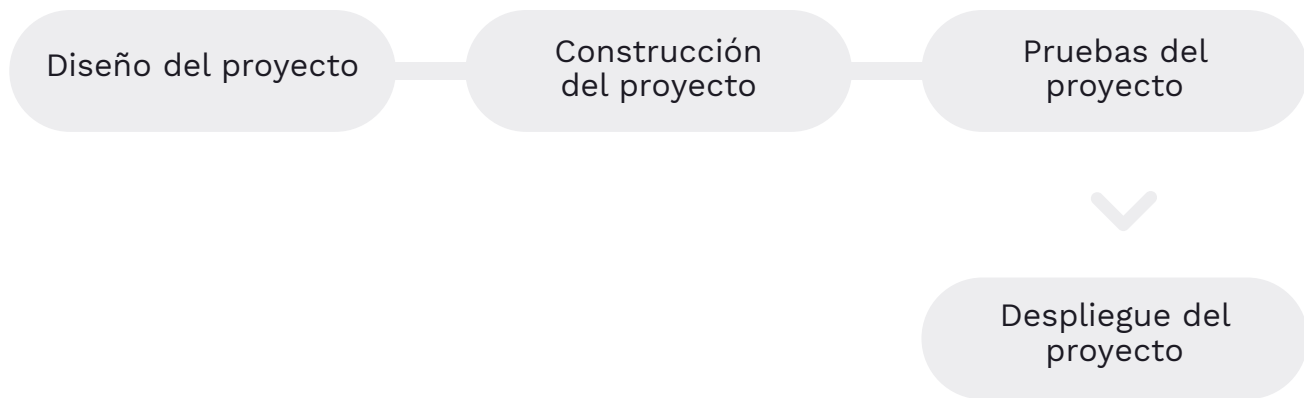 Diseño del proyecto
Construcción
del proyecto
Pruebas del
proyecto
Despliegue del
proyecto